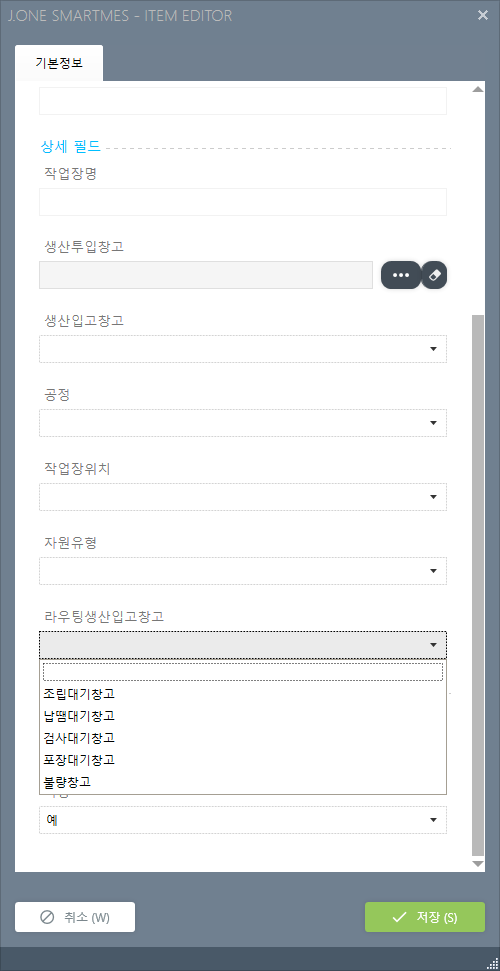 J.ONE SMARTMES - ITEM EDITOR
기본정보
상세 필드
작업장명
생산투입창고
생산입고창고
공정
작업장위치
자원유형
라우팅생산입고창고
조립대기창고
납땜대기창고
검사대기창고
포장대기창고
불량창고
예
취소 (W)
저장 (S)